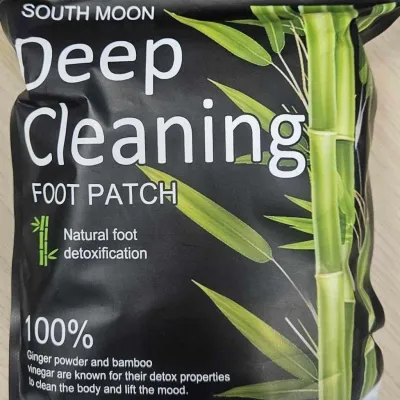 SOUTH MOON
Deep
Cleaning
FOOT PATCH
Natural foot
detoxification
100%
Ginger powder and bamboo
vinegar are known for their detox properties
to clean the body and lift the mood.